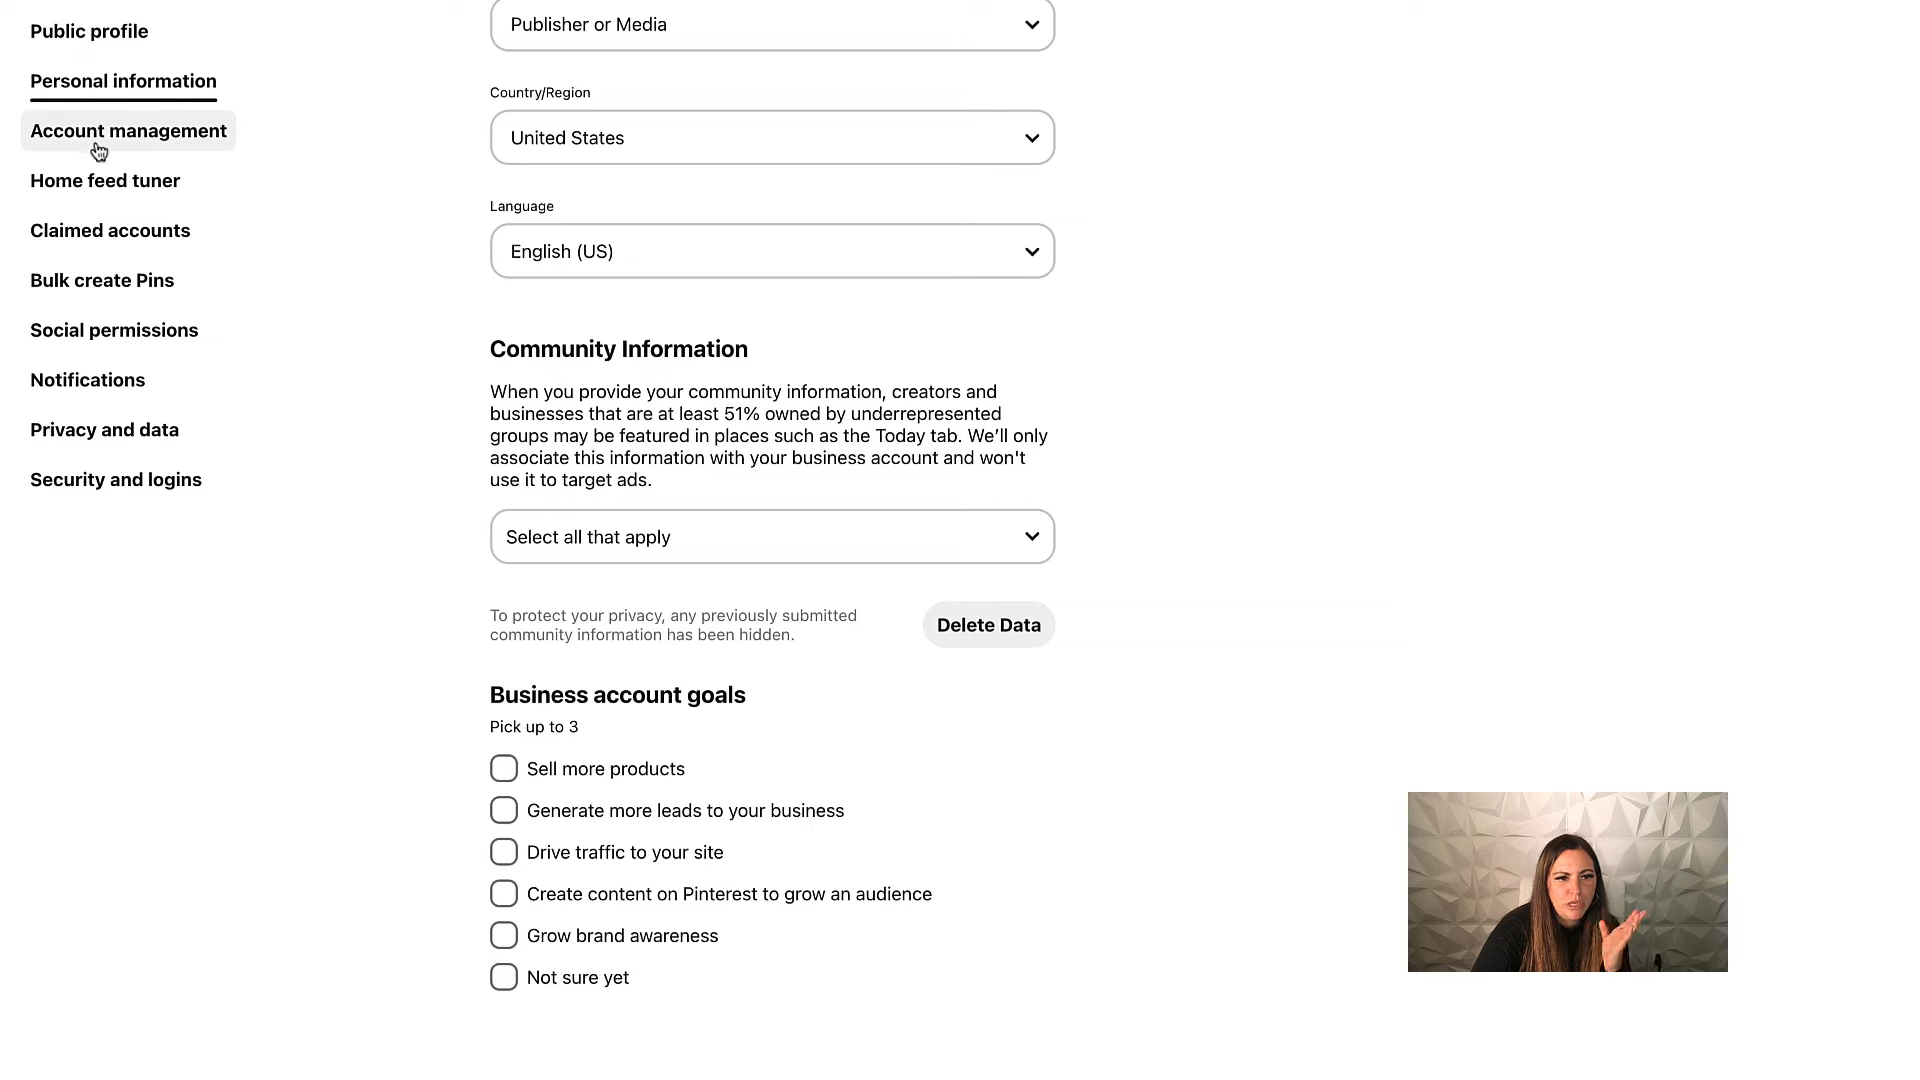 Public profile
Personal information
Account management
Home feed tuner
Claimed accounts
Bulk create Pins
Social permissions
Notifications
Privacy and data
Security and logins
Publisher or Media
Country/Region
United States
Language
English (US)
Community Information
When you provide your community information, creators and
businesses that are at least 51% owned by underrepresented
groups may be featured in places such as the Today tab. We’ll only
associate this information with your business account and won't
use it to target ads.
Select all that apply
To protect your privacy, any previously submitted
community information has been hidden.
Delete Data
Business account goals
Pick up to 3
Sell more products
Generate more leads to your business
Drive traffic to your site
Create content on Pinterest to grow an audience
Grow brand awareness
Not sure yet